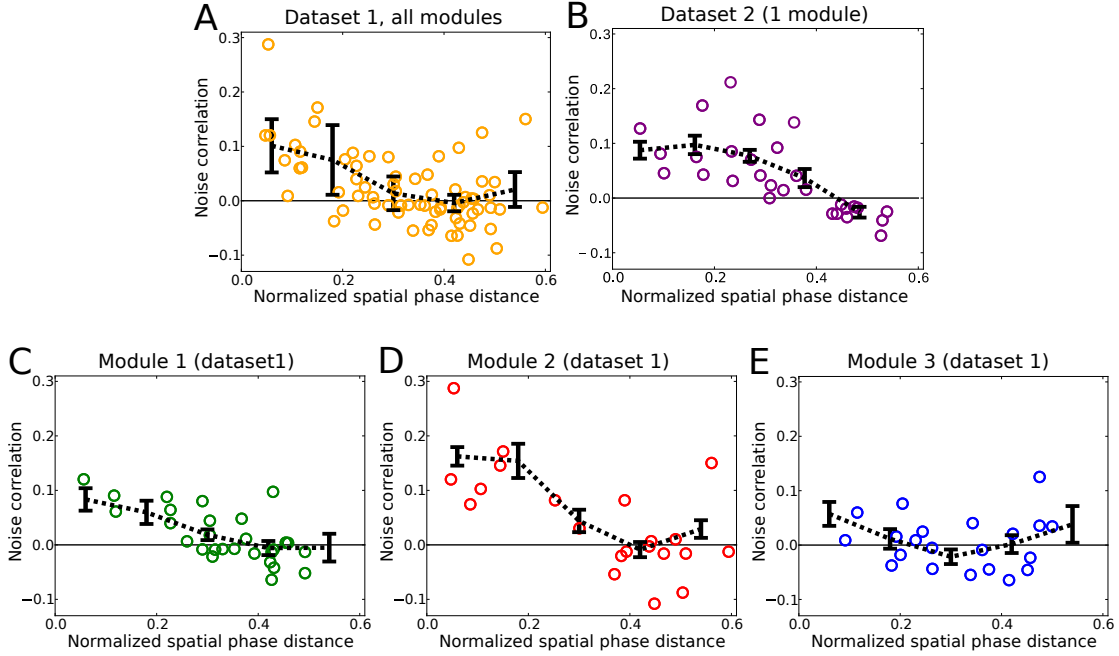 A
Dataset 1, all modules
0.3
0.2
0.1
0.0
−0.1
0.0
0.2
0.4
0.6
Noise correlation
Normalized spatial phase distance
B
Dataset 2 (1 module)
0.3
0.2
0.1
0.0
−0.1
0.0
0.2
0.4
0.6
Noise correlation
Normalized spatial phase distance
C
Module 1 (dataset1)
0.3
0.2
0.1
0.0
−0.1
0.0
0.2
0.4
0.6
Noise correlation
Normalized spatial phase distance
D
Module 2 (dataset 1)
0.3
0.2
0.1
0.0
−0.1
0.0
0.2
0.4
0.6
Noise correlation
Normalized spatial phase distance
E
Module 3 (dataset 1)
0.3
0.2
0.1
0.0
−0.1
0.0
0.2
0.4
0.6
Noise correlation
Normalized spatial phase distance